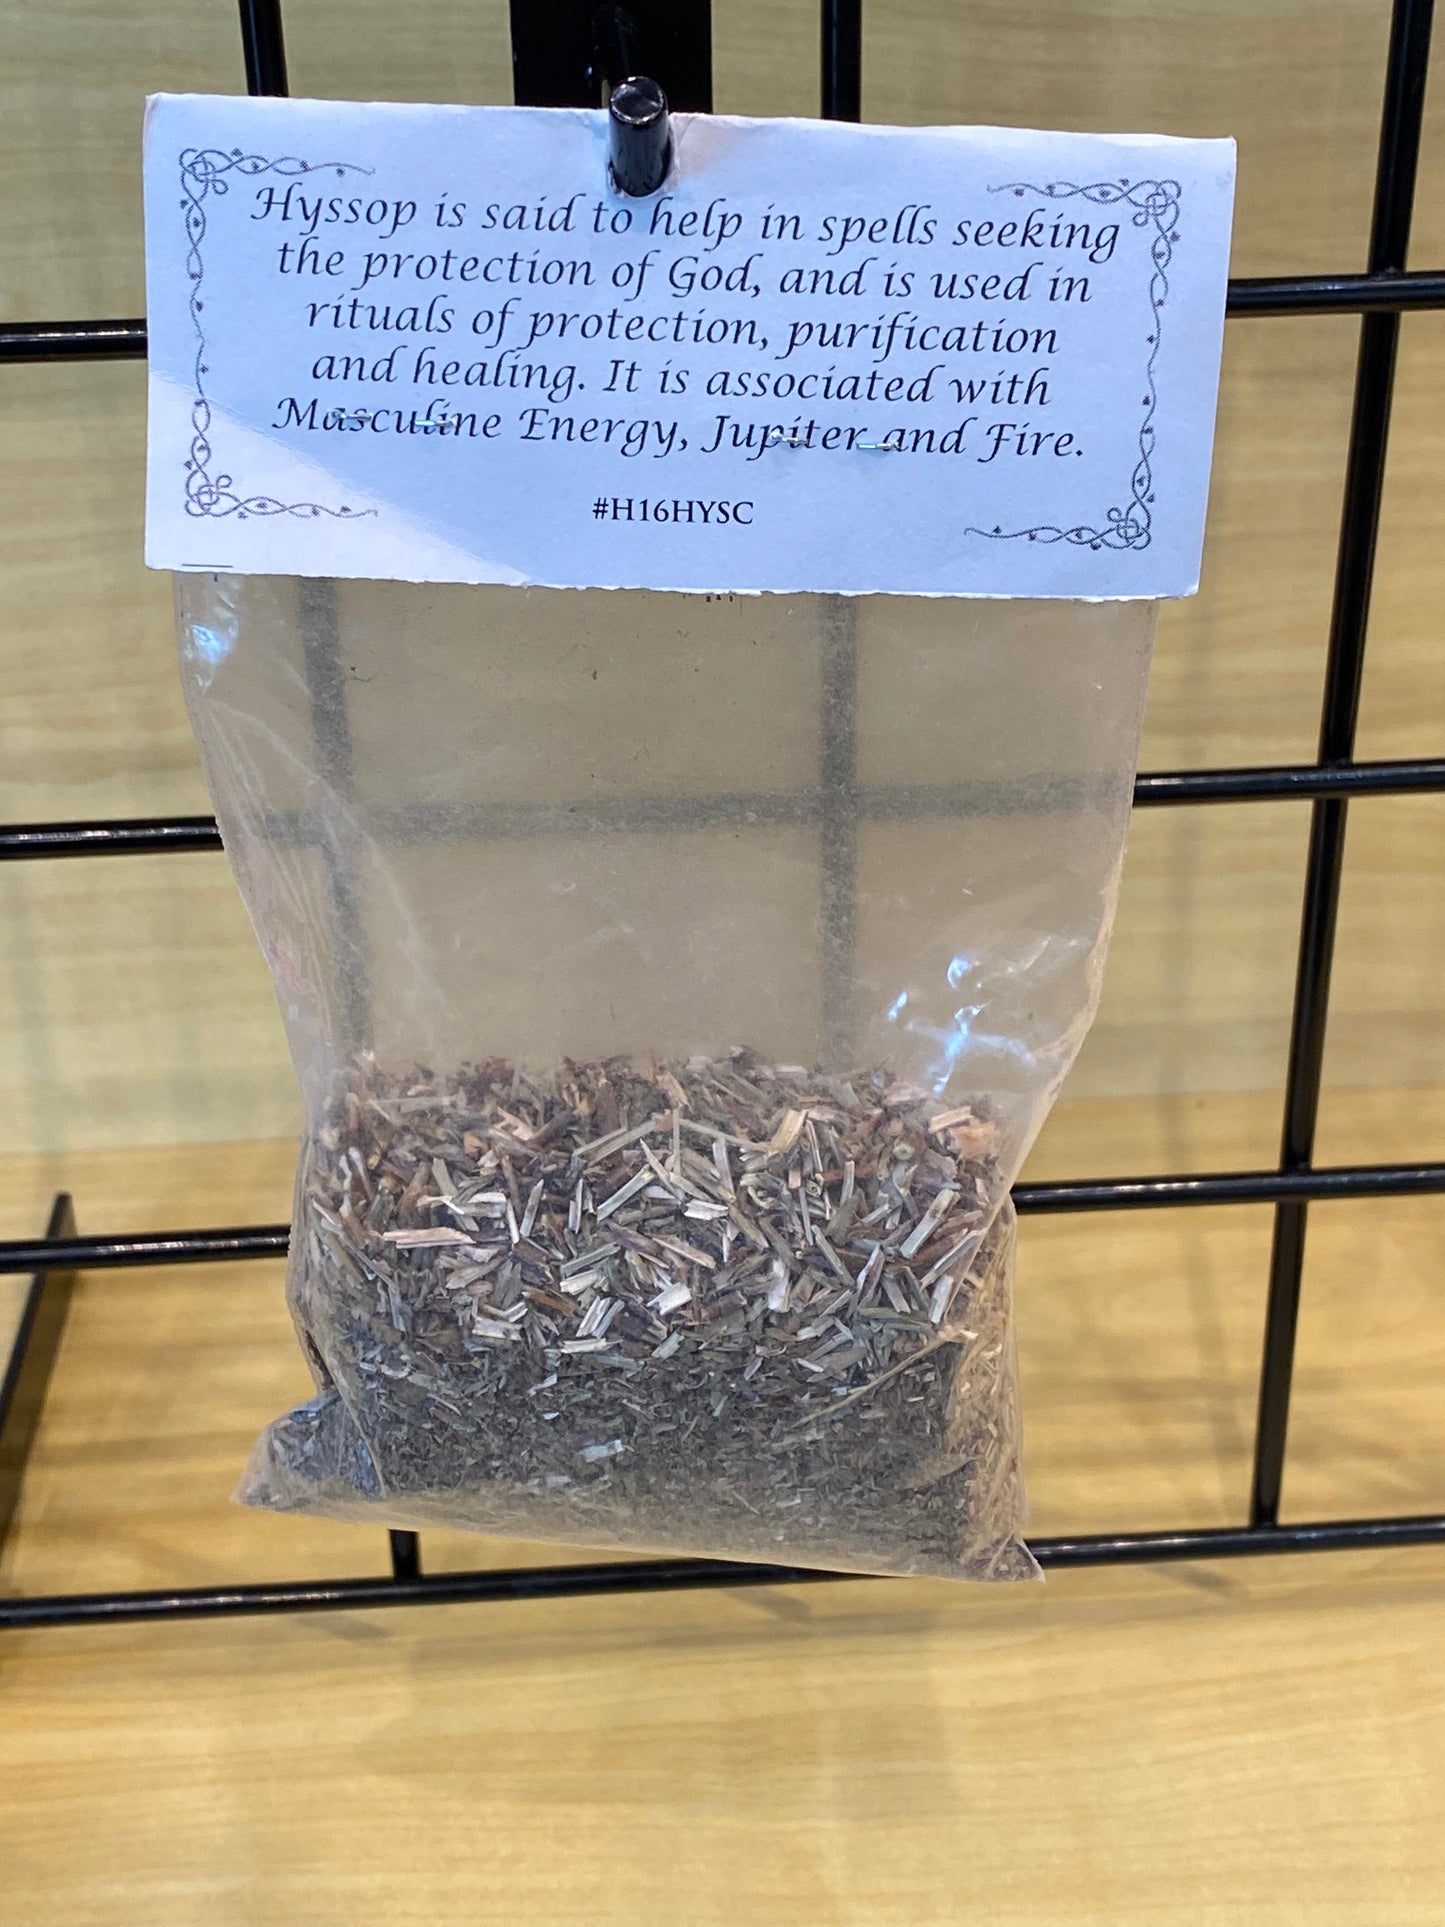 Hyssop is said to help in spells seeking
the protection of God, and is used in
rituals of protection, purification
and healing. It is associated with
Masculine Energy, Jupiter and Fire.
#H16HYSC